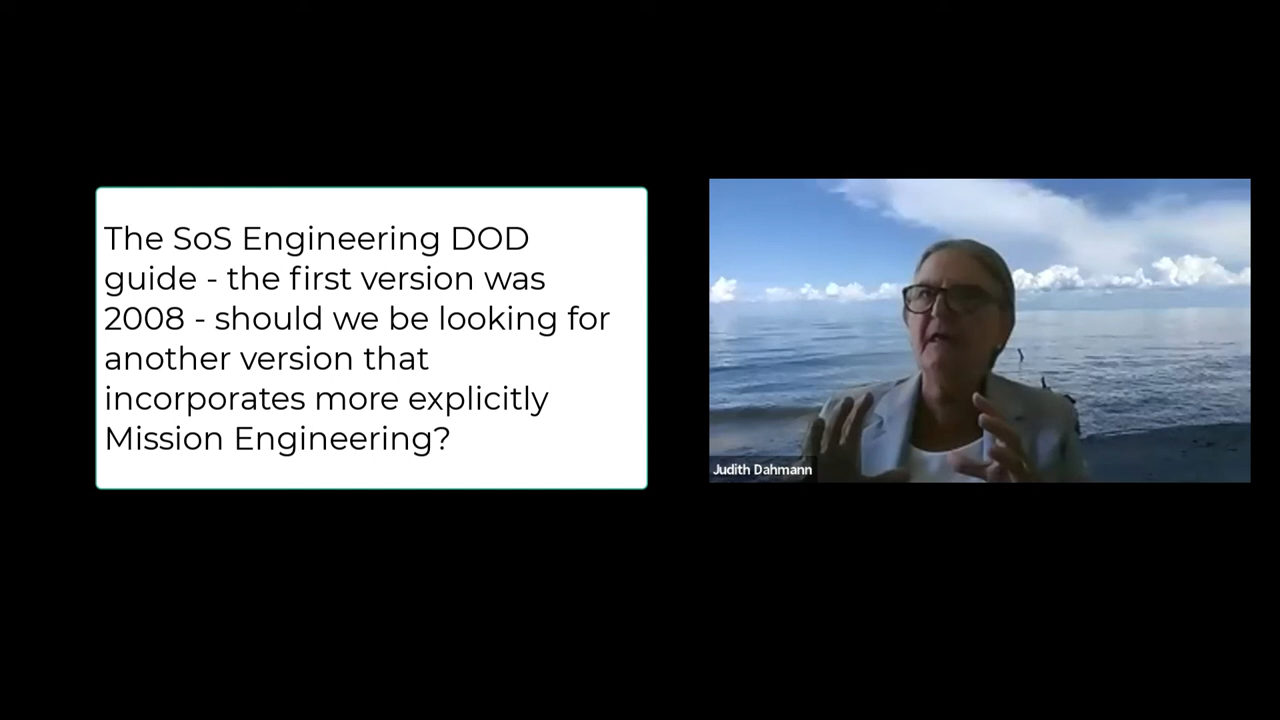 The SoS Engineering DOD
guide - the first version was
2008 - should we be looking for
another version that
incorporates more explicitly
Mission Engineering?
Judith Dahmann